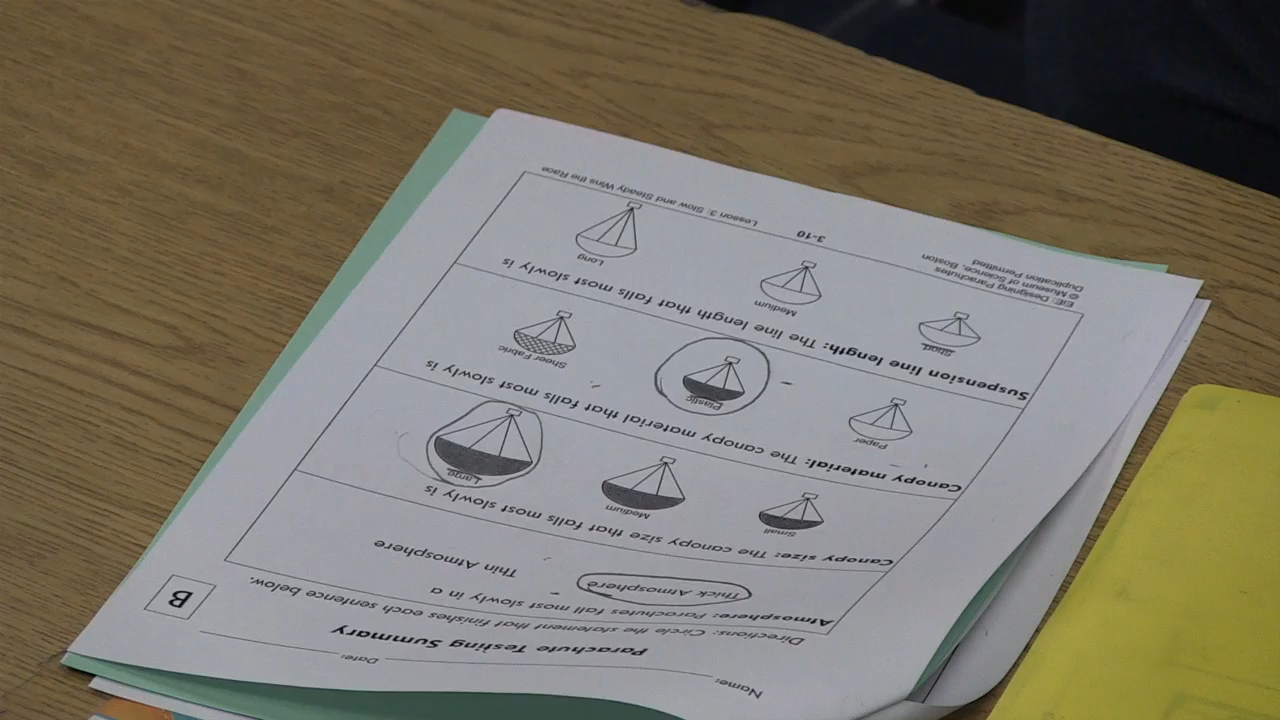 Name: Date:
Parachute Testing Summary
B
Directions: Circle the statement that finishes each sentence below.
Atmosphere: Parachutes fall most slowly in a
Thick Atmosphere Thin Atmosphere
Canopy size: The canopy size that falls most slowly is
Small Medium Large
Canopy material: The canopy material that falls most slowly is
Paper Plastic Sheer Fabric
Suspension line length: The line length that falls most slowly is
Short Medium Long
EiE: Designing Parachutes
© Museum of Science, Boston
Duplication Permitted
3-10
Lesson 3: Slow and Steady Wins the Race